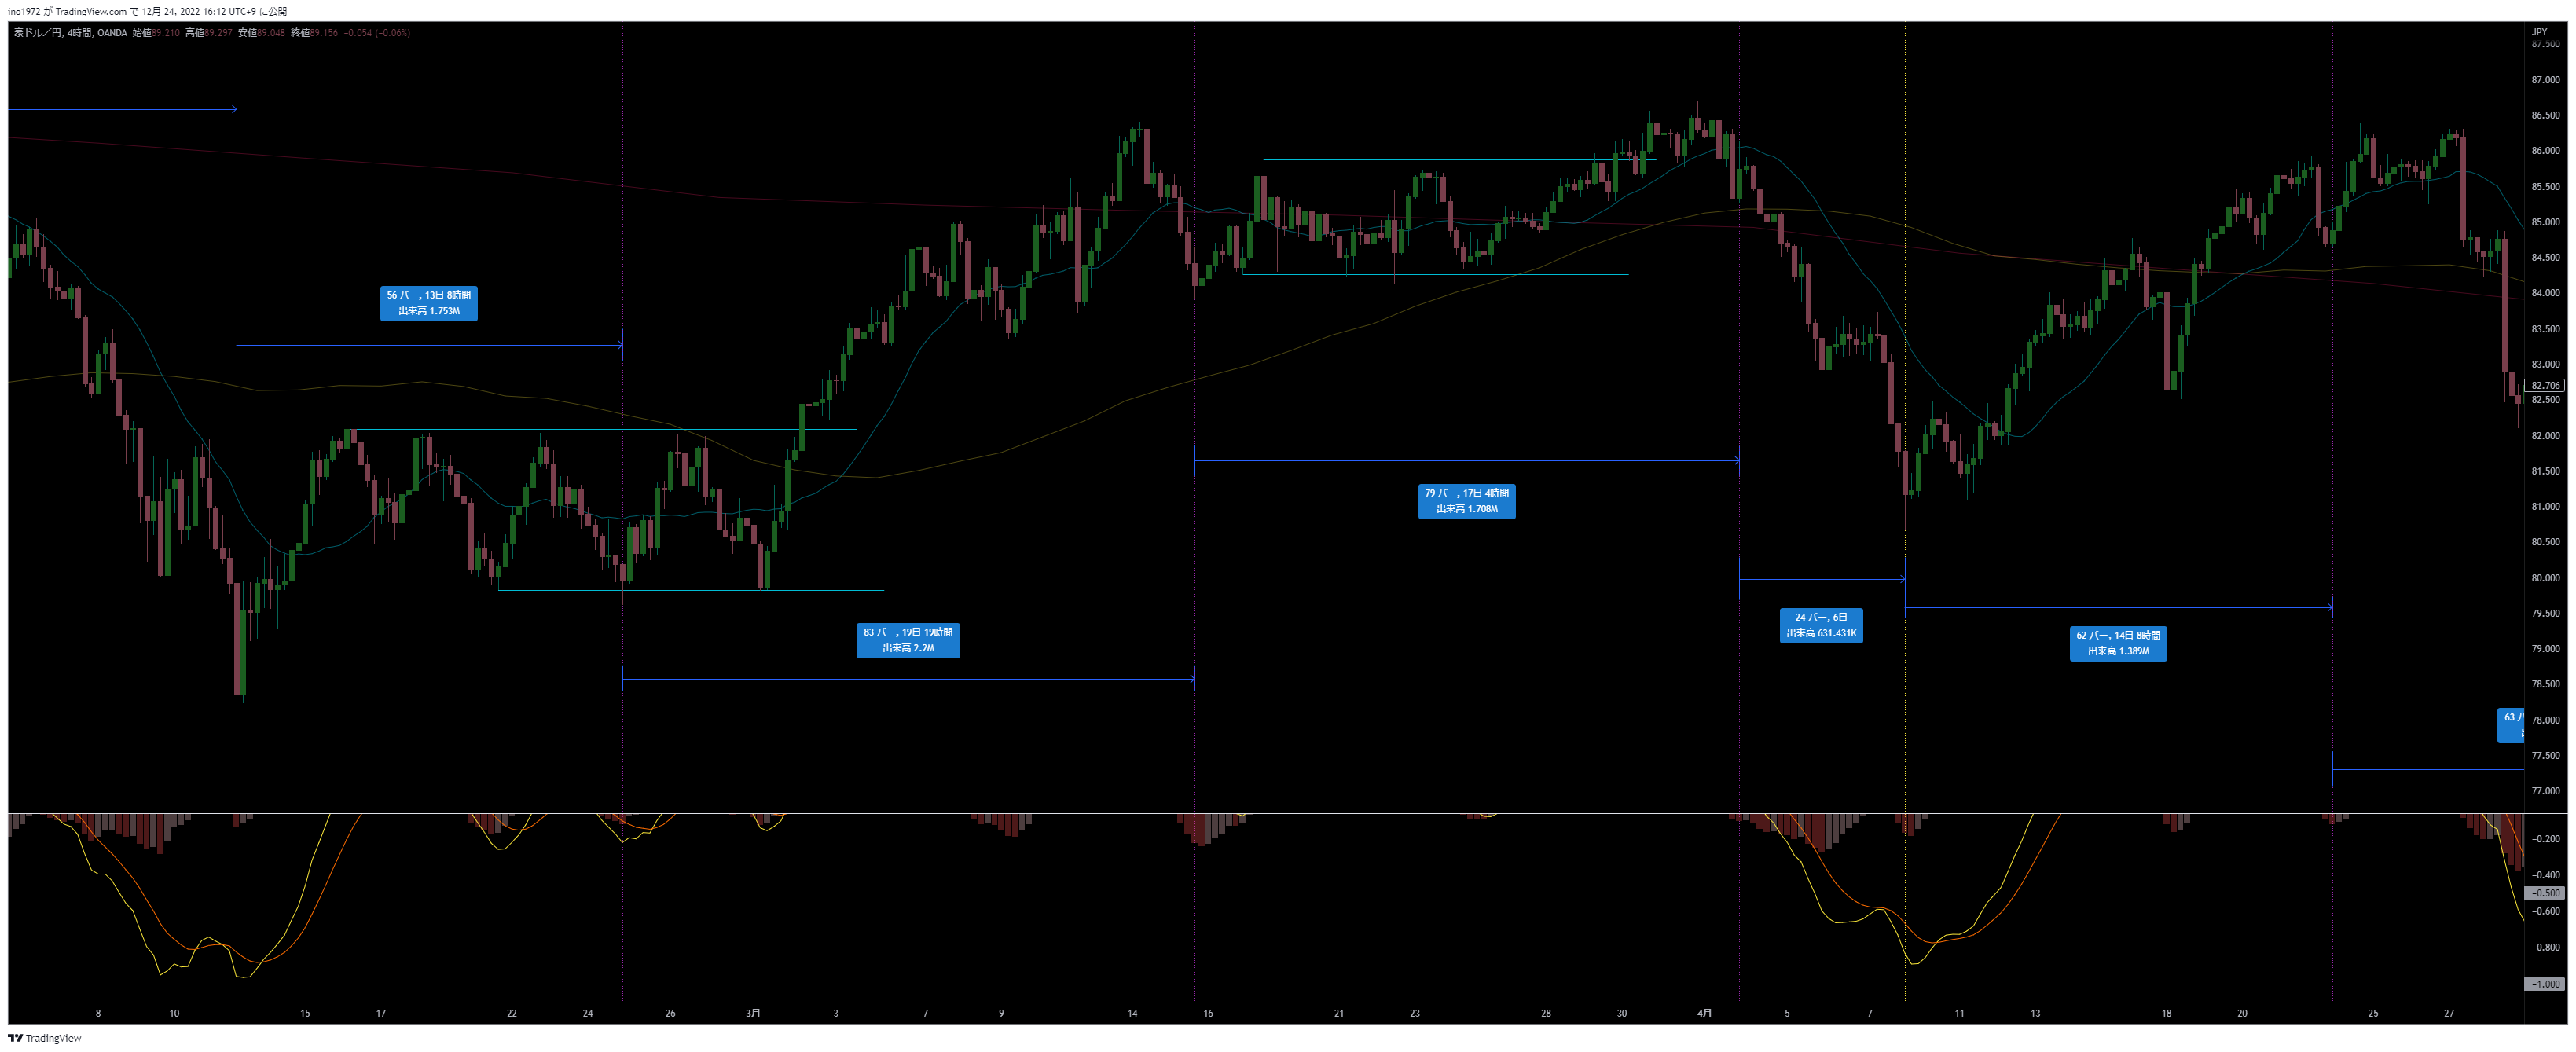 ino1972 が TradingView.com で 12月 24, 2022 16:12 UTC+9 に公開
豪ドル／円, 4時間, OANDA 始値89.210 高値89.297 安値89.048 終値89.156 −0.054 (−0.06%)
JPY
87.500
87.000
86.500
86.000
85.500
85.000
84.500
84.000
83.500
83.000
82.706
82.500
82.000
81.500
81.000
80.500
80.000
79.500
79.000
78.500
78.000
77.500
77.000
56 バー, 13日 8時間
出来高 1.753M
83 バー, 19日 19時間
出来高 2.2M
79 バー, 17日 4時間
出来高 1.708M
24 バー, 6日
出来高 631.431K
62 バー, 14日 8時間
出来高 1.389M
63
−0.200
−0.400
−0.500
−0.600
−0.800
−1.000
8 10 15 17 22 24 26 3月 3 7 9 14 16 21 23 28 30 4月 5 7 11 13 18 20 25 27
TradingView